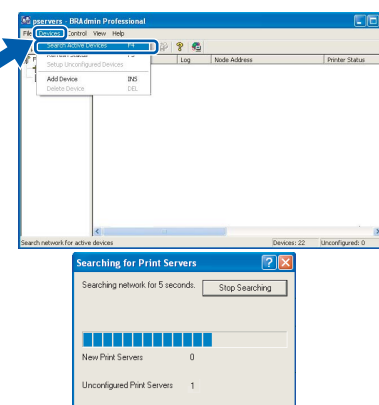 pservers - BRAdmin Professional
File Devices Control View Help
Search Active Devices F4
Setup Unconfigured Devices
Add Device INS
Delete Device DEL
Log Node Address Printer Status
Search network for active devices Devices: 22 Unconfigured: 0
Searching for Print Servers
Searching network for 5 seconds. Stop Searching
New Print Servers 0
Unconfigured Print Servers 1